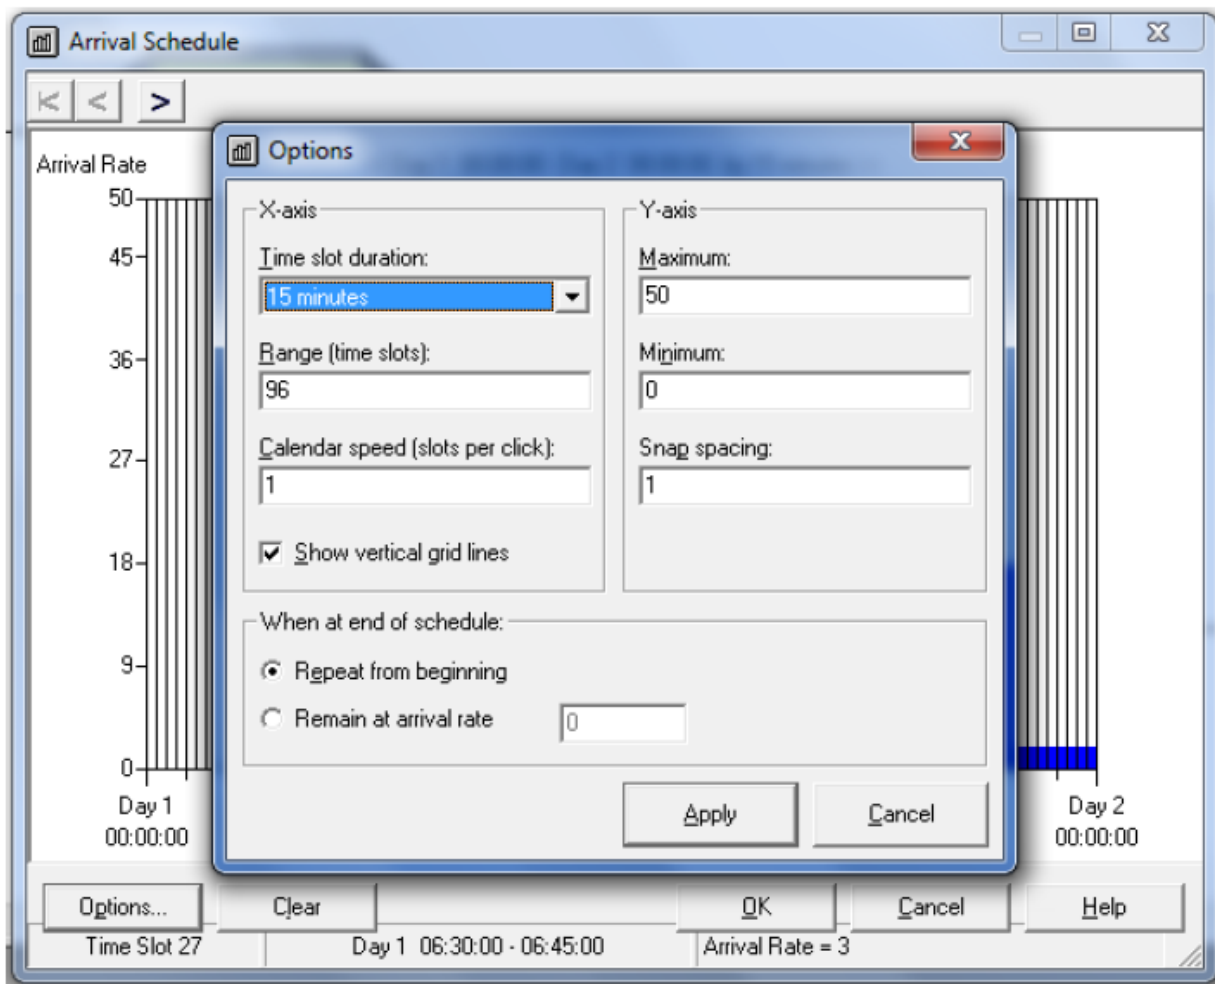 Arrival Schedule
Arrival Rate
Options
X-axis
Time slot duration:
15 minutes
Range (time slots):
96
Calendar speed (slots per click):
1
Show vertical grid lines
Y-axis
Maximum:
50
Minimum:
0
Snap spacing:
1
When at end of schedule:
Repeat from beginning
Remain at arrival rate
0
Apply
Cancel
50
45
36
27
18
9
0
Day 1
00:00:00
Day 2
00:00:00
Options...
Clear
OK
Cancel
Help
Time Slot 27
Day 1 06:30:00 - 06:45:00
Arrival Rate = 3